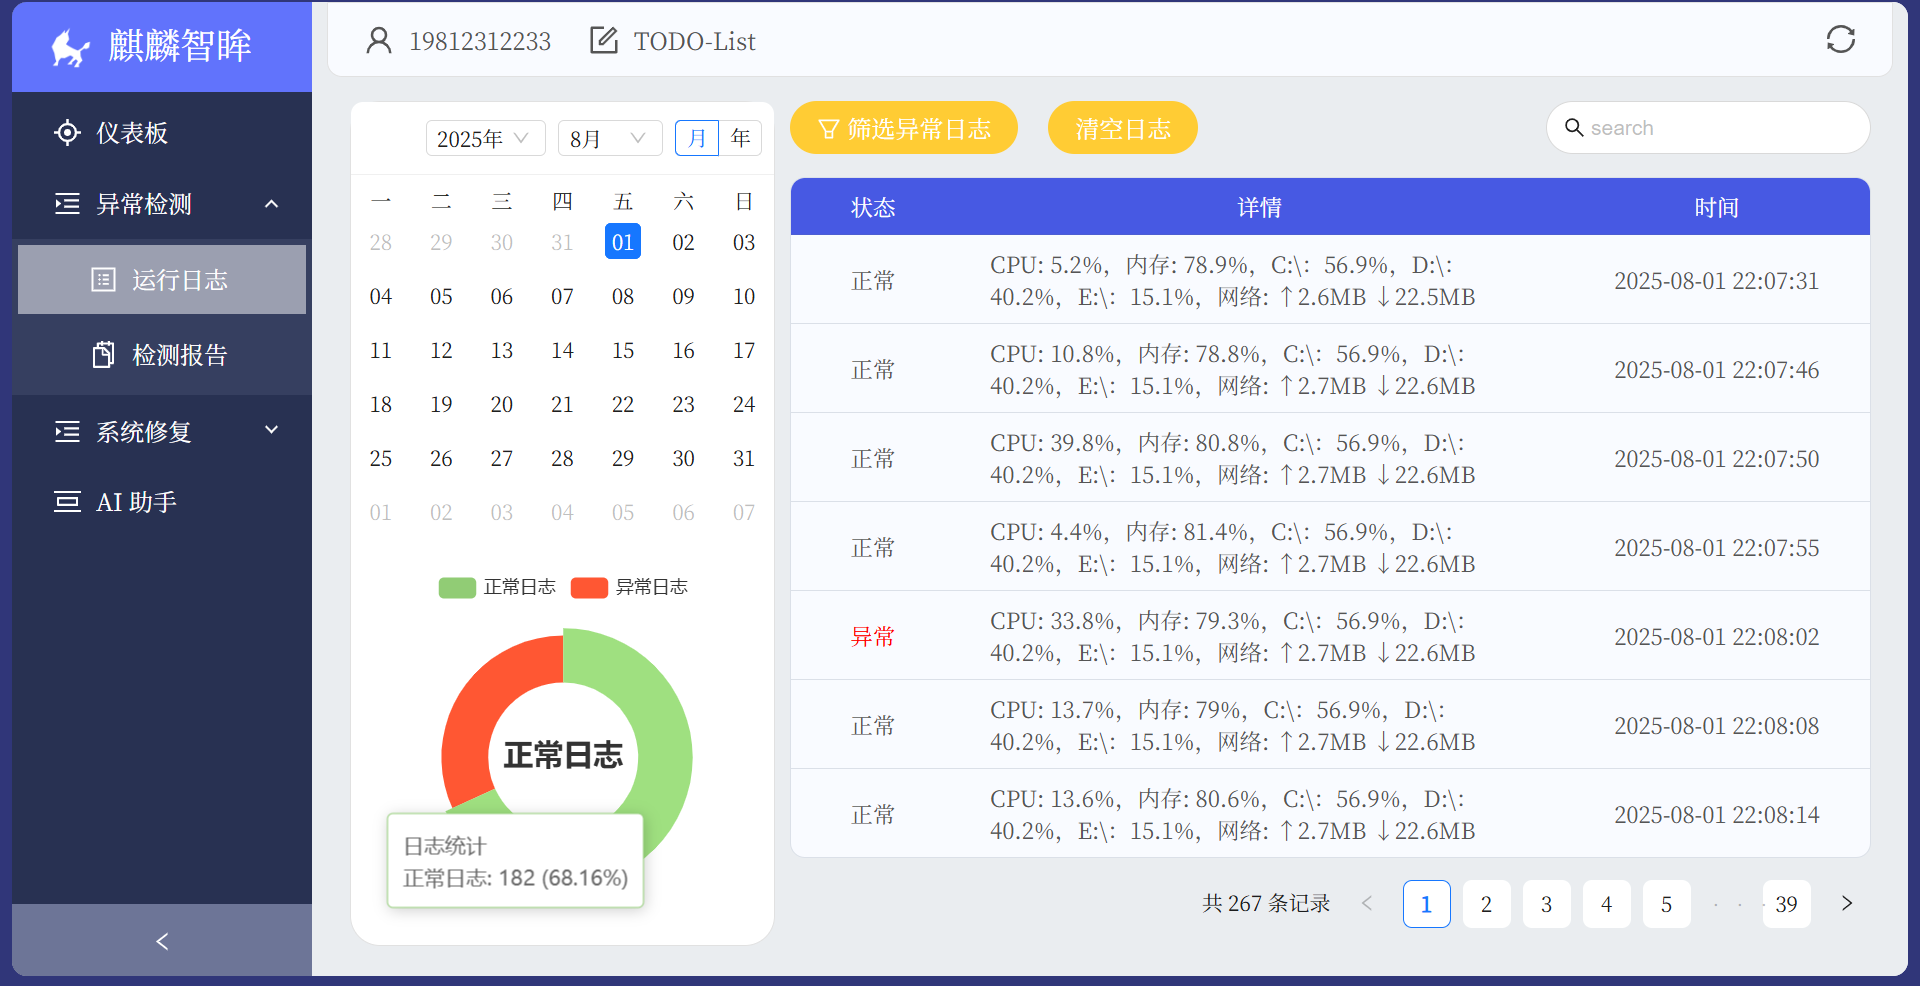 麒麟智眸
仪表板
异常检测
运行日志
检测报告
系统修复
AI 助手
19812312233
TODO-List
2025年 8月 月 年
一 二 三 四 五 六 日
28 29 30 31 01 02 03
04 05 06 07 08 09 10
11 12 13 14 15 16 17
18 19 20 21 22 23 24
25 26 27 28 29 30 31
01 02 03 04 05 06 07
正常日志 异常日志
正常日志
日志统计
正常日志: 182 (68.16%)
筛选异常日志 清空日志 search
状态 详情 时间
正常
CPU: 5.2%, 内存: 78.9%, C:\: 56.9%, D:\:
40.2%, E:\: 15.1%, 网络: ↑2.6MB ↓22.5MB
2025-08-01 22:07:31
正常
CPU: 10.8%, 内存: 78.8%, C:\: 56.9%, D:\:
40.2%, E:\: 15.1%, 网络: ↑2.7MB ↓22.6MB
2025-08-01 22:07:46
正常
CPU: 39.8%, 内存: 80.8%, C:\: 56.9%, D:\:
40.2%, E:\: 15.1%, 网络: ↑2.7MB ↓22.6MB
2025-08-01 22:07:50
正常
CPU: 4.4%, 内存: 81.4%, C:\: 56.9%, D:\:
40.2%, E:\: 15.1%, 网络: ↑2.7MB ↓22.6MB
2025-08-01 22:07:55
异常
CPU: 33.8%, 内存: 79.3%, C:\: 56.9%, D:\:
40.2%, E:\: 15.1%, 网络: ↑2.7MB ↓22.6MB
2025-08-01 22:08:02
正常
CPU: 13.7%, 内存: 79%, C:\: 56.9%, D:\:
40.2%, E:\: 15.1%, 网络: ↑2.7MB ↓22.6MB
2025-08-01 22:08:08
正常
CPU: 13.6%, 内存: 80.6%, C:\: 56.9%, D:\:
40.2%, E:\: 15.1%, 网络: ↑2.7MB ↓22.6MB
2025-08-01 22:08:14
共 267 条记录 < 1 2 3 4 5 ··· 39 >